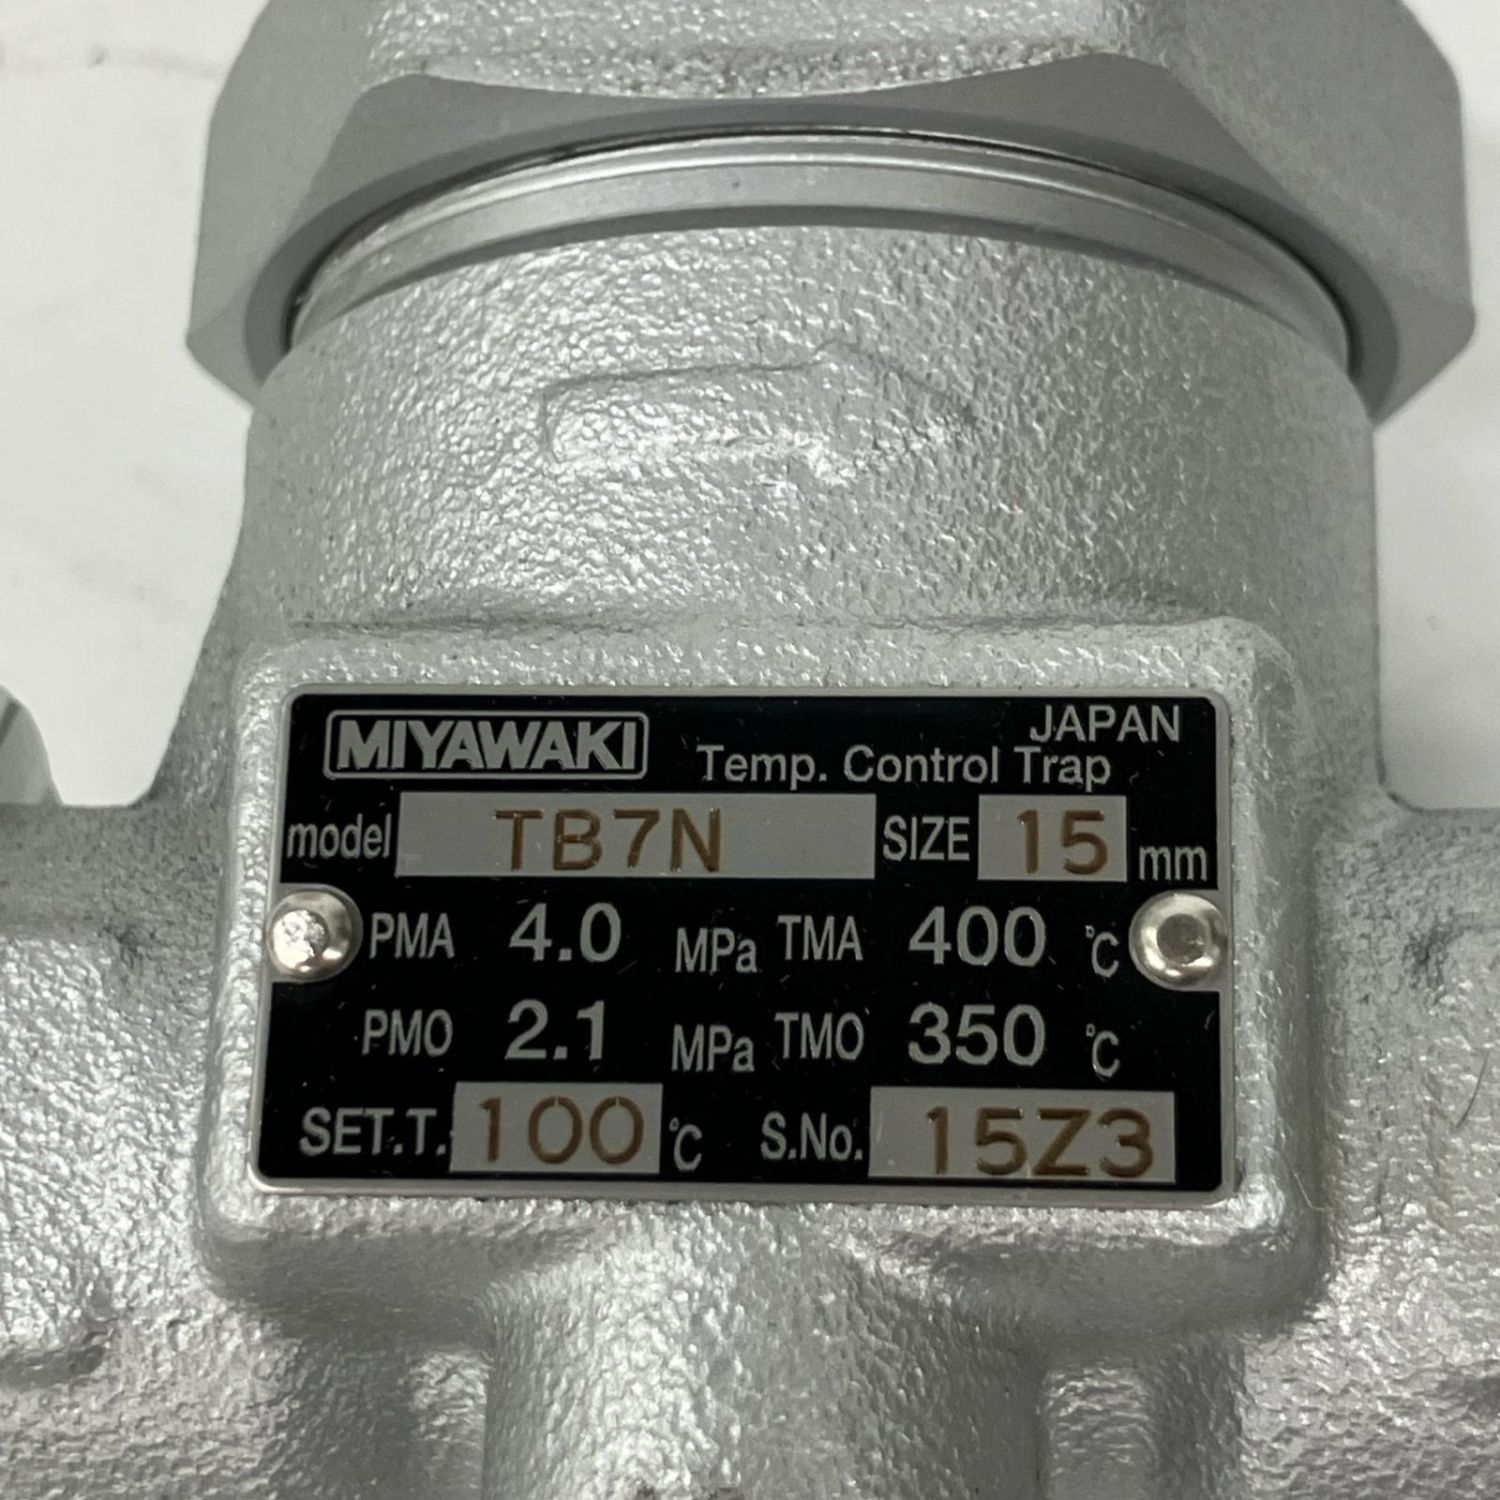 MIYAWAKI JAPAN
Temp. Control Trap
model TB7N SIZE 15 mm
PMA 4.0 MPa TMA 400 °C
PMO 2.1 MPa TMO 350 °C
SET.T. 100 °C S.No. 15Z3